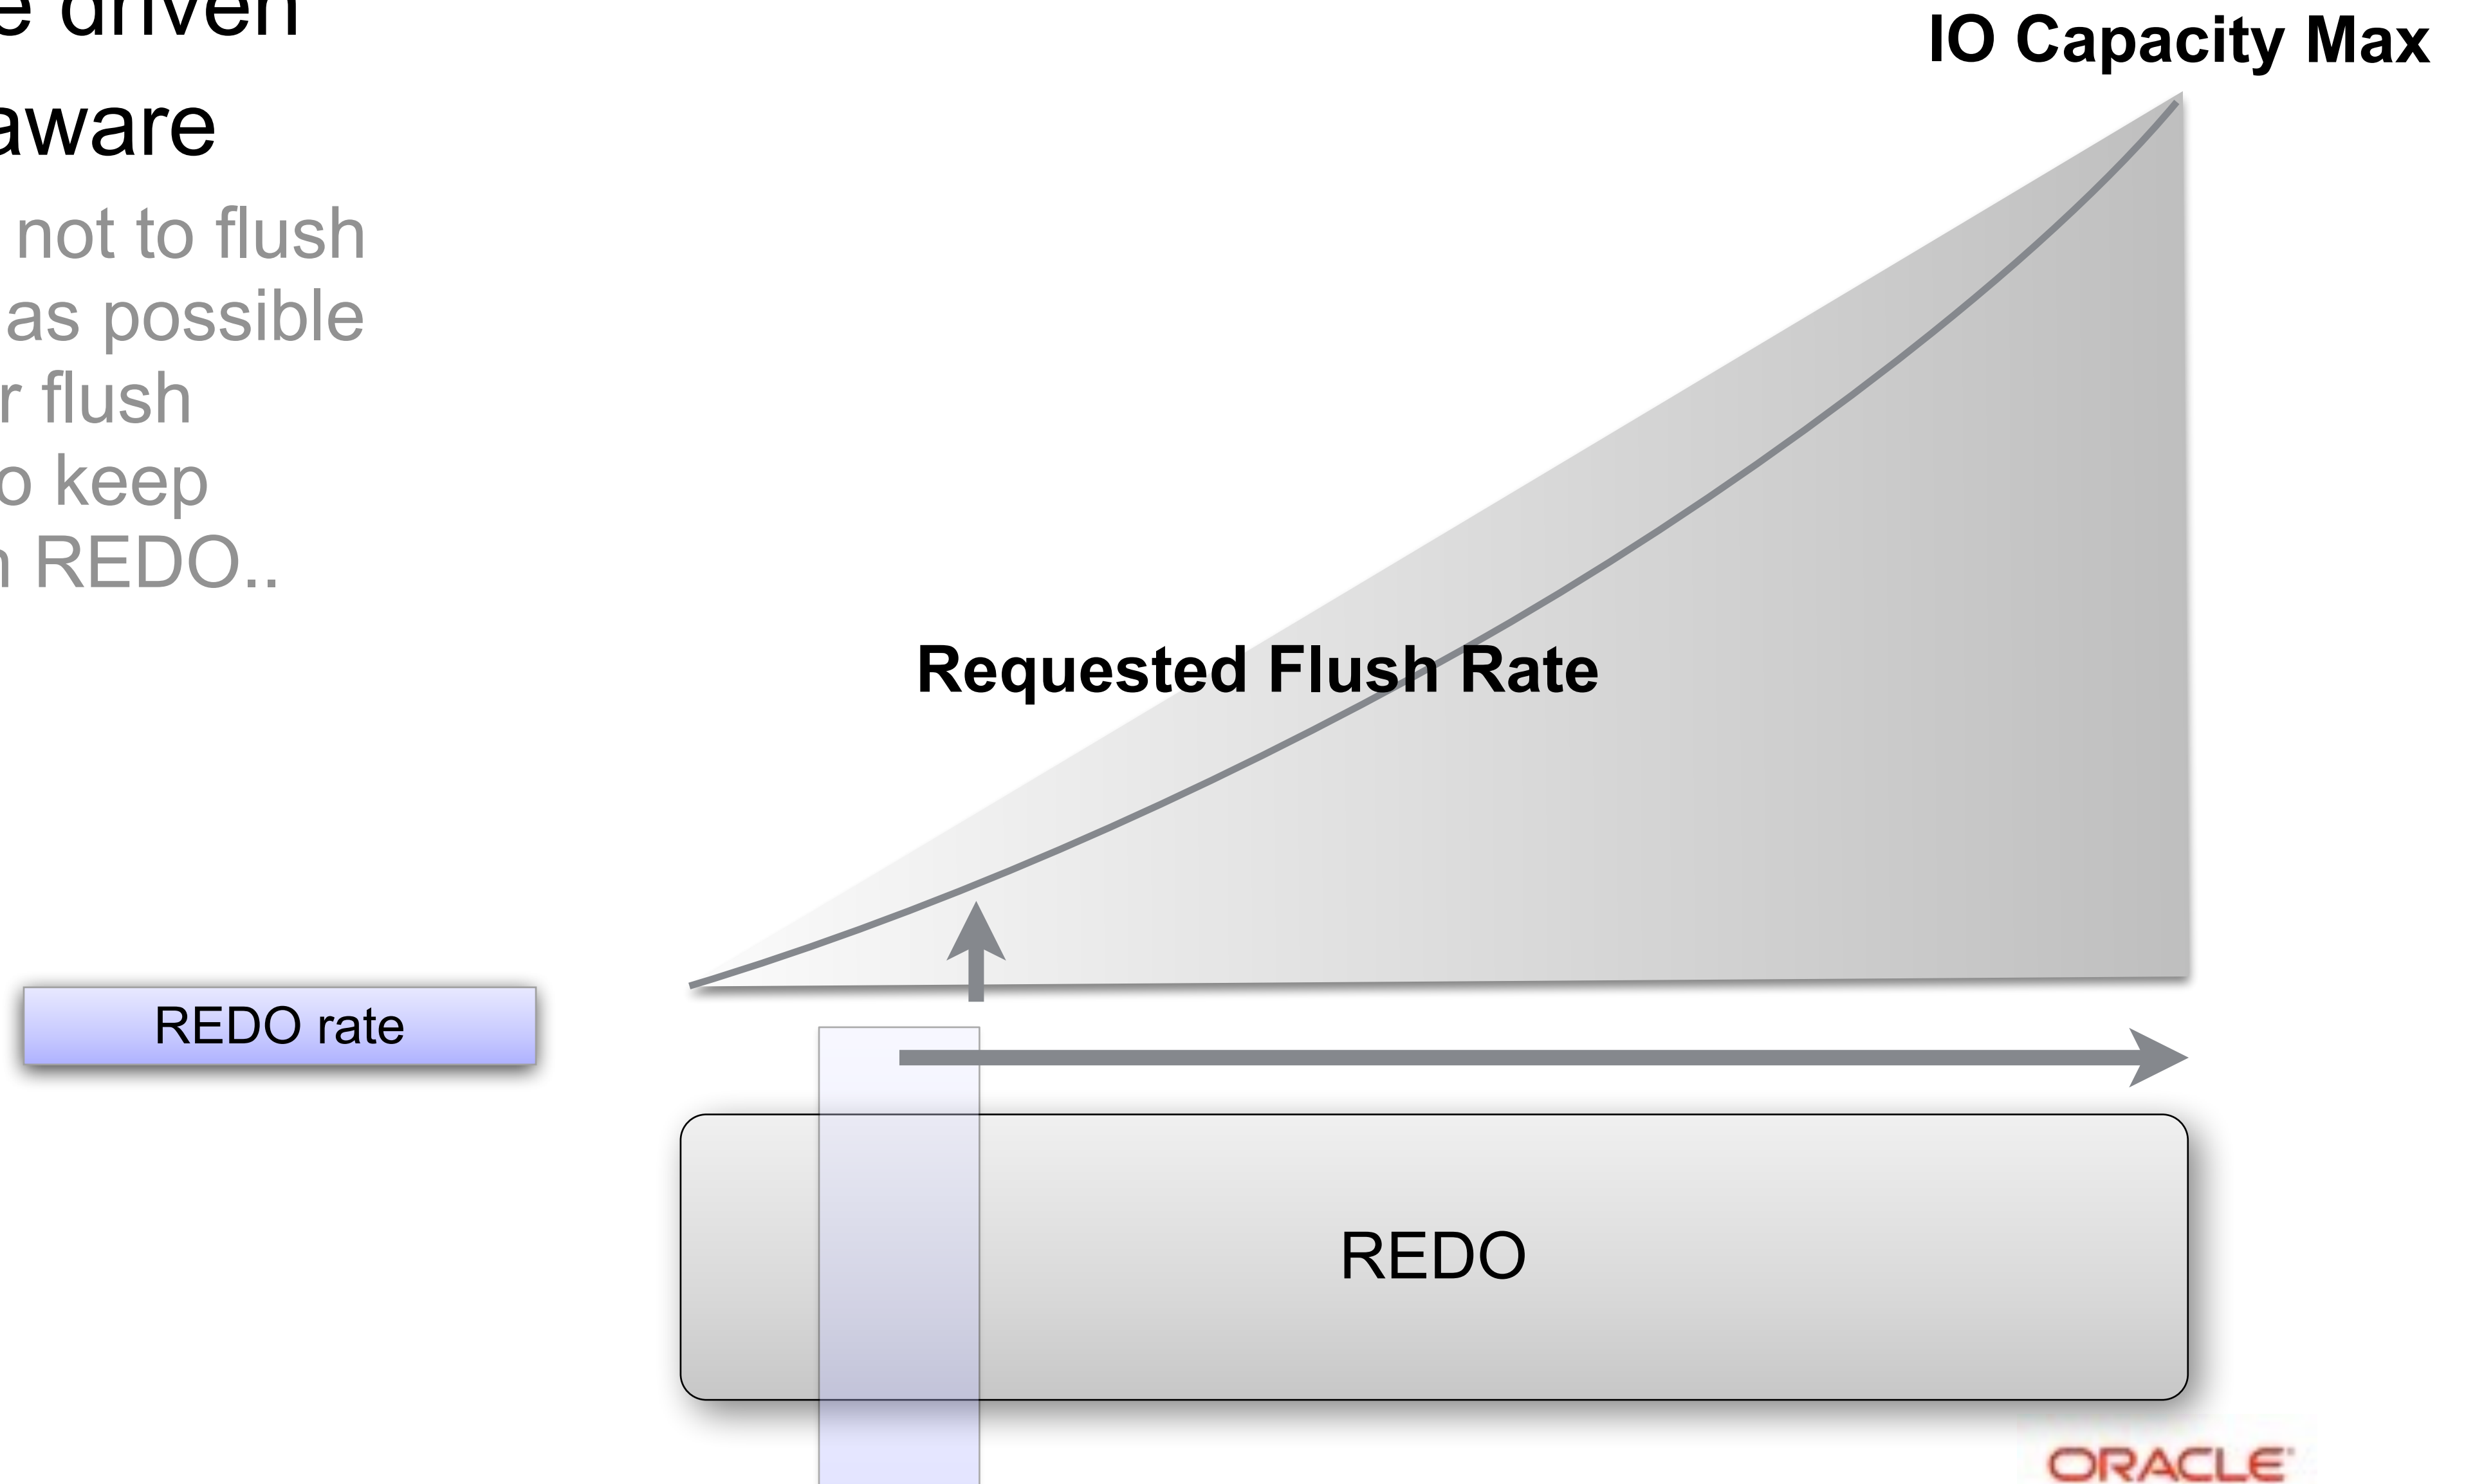 driven
IO Capacity Max
aware
not to flush
as possible
flush
keep
REDO..
Requested Flush Rate
REDO rate
REDO
ORACLE